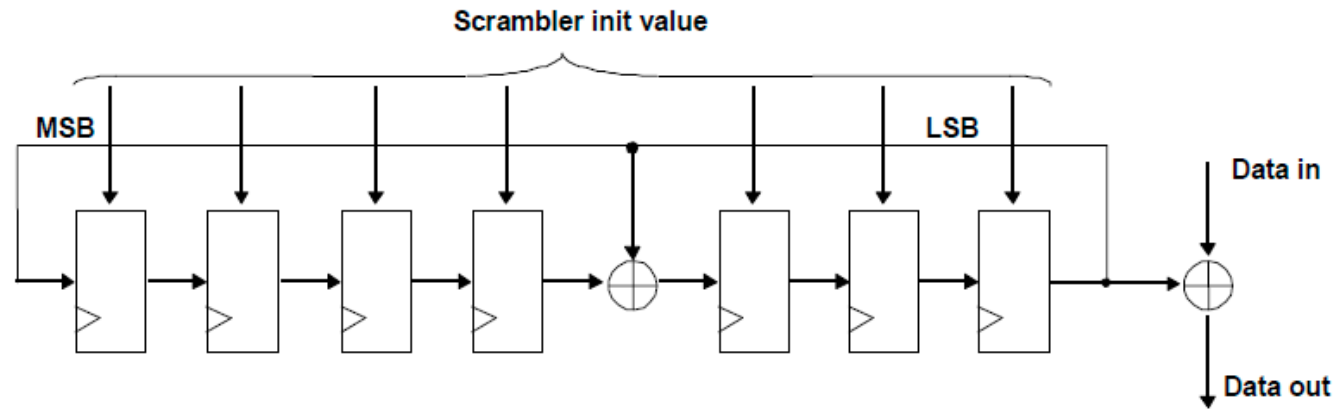 Scrambler init value
MSB
LSB
Data in
Data out